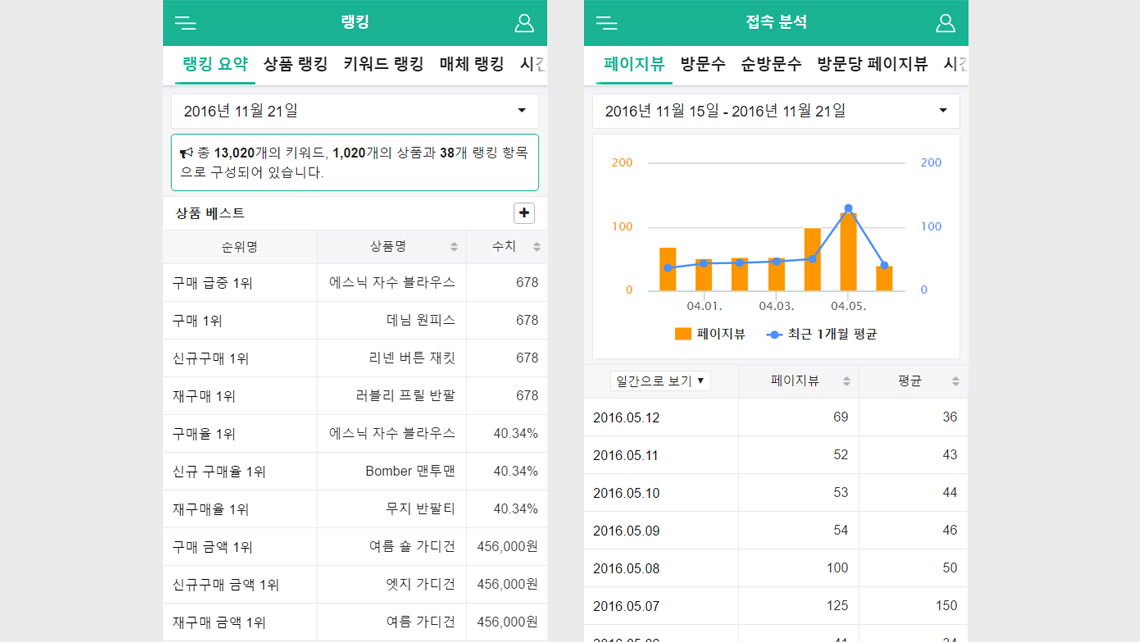 랭킹
랭킹 요약 상품 랭킹 키워드 랭킹 매체 랭킹 시간
2016년 11월 21일
총 13,020개의 키워드, 1,020개의 상품과 38개 랭킹 항목
으로 구성되어 있습니다.
상품 베스트 +
순위명 상품명 수치
구매 급증 1위 에스닉 자수 블라우스 678
구매 1위 데님 원피스 678
신규구매 1위 리넨 버튼 재킷 678
재구매 1위 러블리 프릴 반팔 678
구매율 1위 에스닉 자수 블라우스 40.34%
신규 구매율 1위 Bomber 맨투맨 40.34%
재구매율 1위 무지 반팔티 40.34%
구매 금액 1위 여름 숄 가디건 456,000원
신규구매 금액 1위 엣지 가디건 456,000원
재구매 금액 1위 여름 가디건 456,000원
접속 분석
페이지뷰 방문수 순방문수 방문당 페이지뷰 시간
2016년 11월 15일 - 2016년 11월 21일
200 200
100 100
0 0
04.01. 04.03. 04.05.
페이지뷰 최근 1개월 평균
일간으로 보기 페이지뷰 평균
2016.05.12 69 36
2016.05.11 52 43
2016.05.10 53 44
2016.05.09 54 46
2016.05.08 100 50
2016.05.07 125 150
2016.05.06 41 34